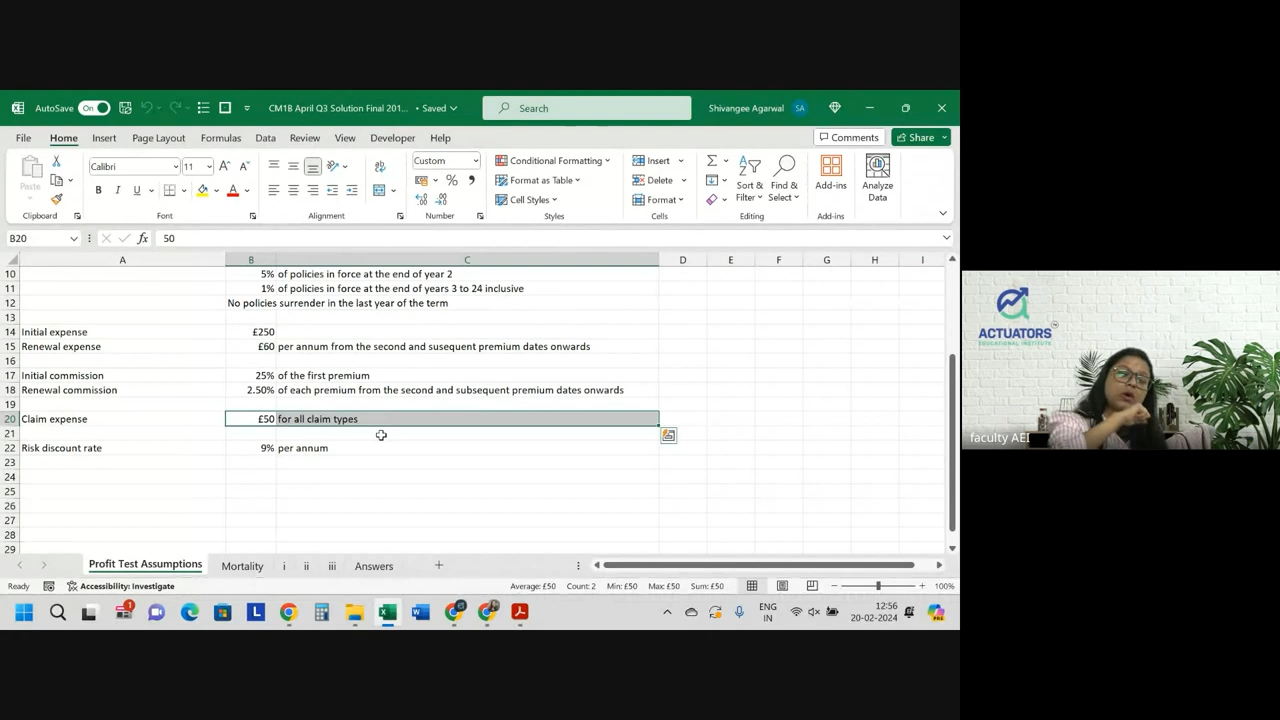 AutoSave On CM1B April Q3 Solution Final 201... • Saved Search Shivangee Agarwal SA
File Home Insert Page Layout Formulas Data Review View Developer Help Comments Share
Paste Calibri 11 Custom Conditional Formatting Insert
B I U Format as Table Delete Sort & Filter Find & Select Add-ins Analyze Data
Cell Styles Format
Clipboard Font Alignment Number Styles Cells Editing Add-ins
B20 fx 50
A B C D E F G H I
10 5% of policies in force at the end of year 2
11 1% of policies in force at the end of years 3 to 24 inclusive
12 No policies surrender in the last year of the term
13
14 Initial expense £250
15 Renewal expense £60 per annum from the second and susequent premium dates onwards
16
17 Initial commission 25% of the first premium
18 Renewal commission 2.50% of each premium from the second and subsequent premium dates onwards
19
20 Claim expense £50 for all claim types
21
22 Risk discount rate 9% per annum
23
24
25
26
27
28
29
Profit Test Assumptions Mortality i ii iii Answers
Ready Accessibility: Investigate Average: £50 Count: 2 Min: £50 Max: £50 Sum: £50 100%
ENG IN 12:56 20-02-2024
ACTUATORS
EDUCATIONAL INSTITUTE
faculty AEI